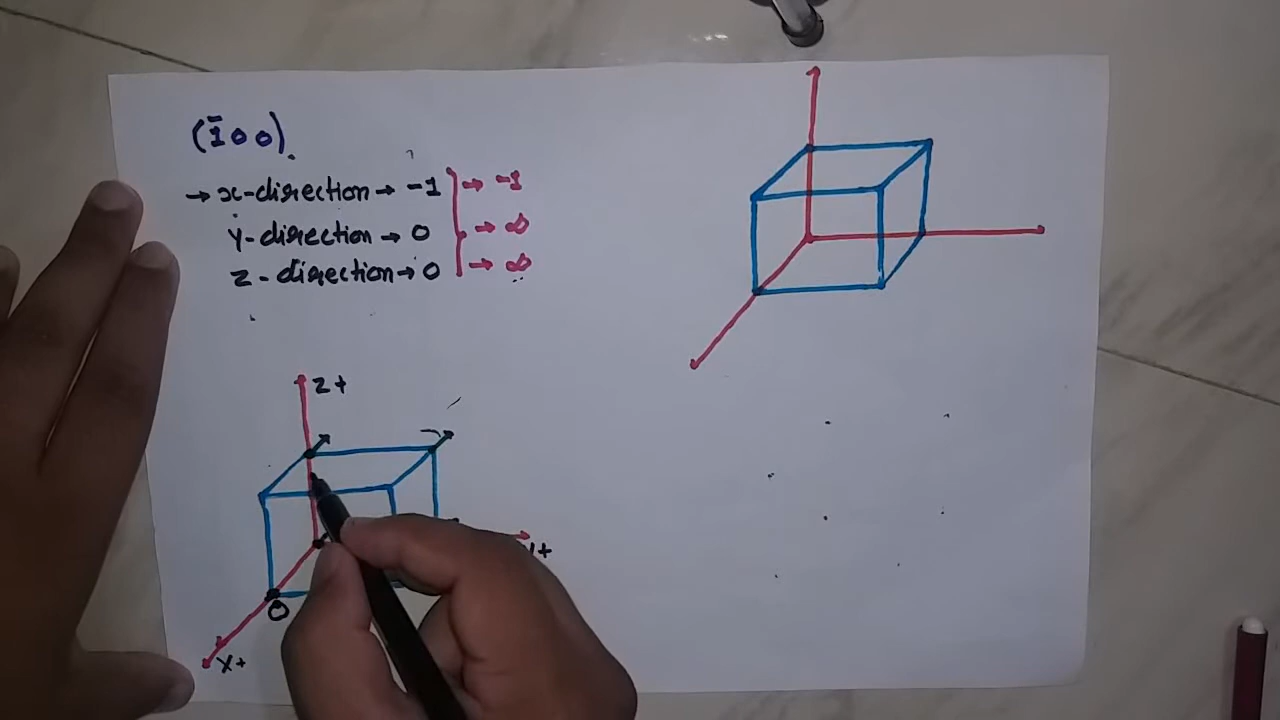 (1̄00).
→ x-direction → -1 → -1
y-direction → 0 → ∞
z-direction → 0 → ∞
z+
y+
O
x+